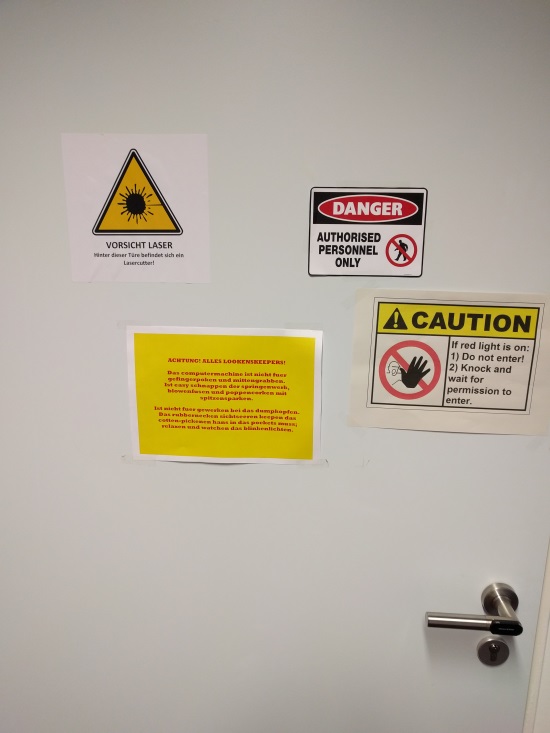 VORSICHT LASER
Hinter dieser Türe befindet sich ein
Lasercutter!
DANGER
AUTHORISED
PERSONNEL
ONLY
CAUTION
If red light is on:
1) Do not enter!
2) Knock and
wait for
permission to
enter.
ACHTUNG! ALLES LOOKENSKEEPERS!
Das computermachine ist nicht fuer
gefingerpoken und mittengrabben.
Ist easy schnappen der springenwerk,
blowenfusen und poppencorken mit
spitzensparken.
Ist nicht fuer gewerken bei das dumpkopfen.
Das rubbernecken sichtseeren keepen das
cotten-pickenen hans in das pockets muss;
relaxen und watchen das blinkenlichten.